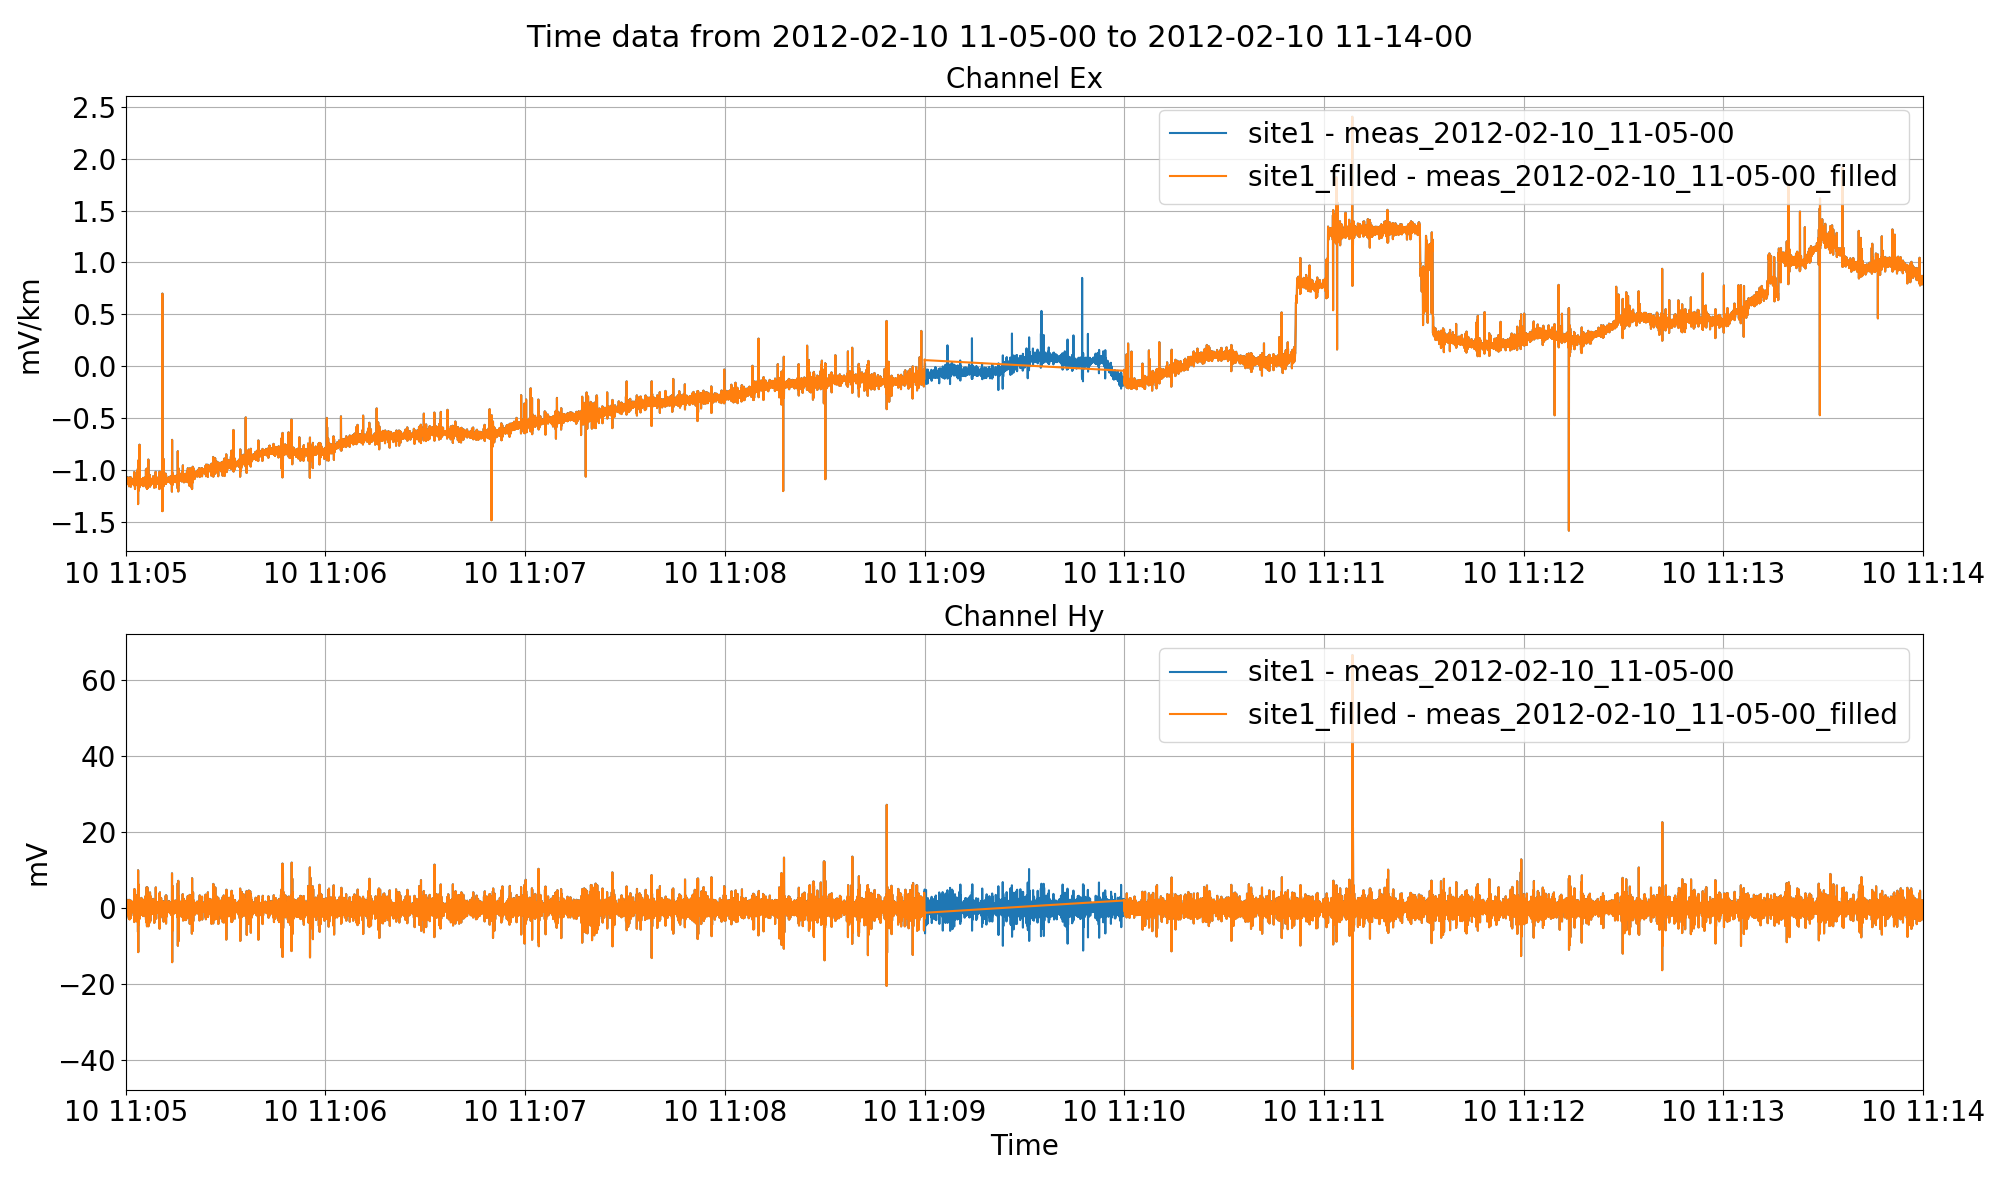 Time data from 2012-02-10 11-05-00 to 2012-02-10 11-14-00
Channel Ex
site1 - meas_2012-02-10_11-05-00
site1_filled - meas_2012-02-10_11-05-00_filled
mV/km
2.5
2.0
1.5
1.0
0.5
0.0
−0.5
−1.0
−1.5
10 11:05 10 11:06 10 11:07 10 11:08 10 11:09 10 11:10 10 11:11 10 11:12 10 11:13 10 11:14
Channel Hy
site1 - meas_2012-02-10_11-05-00
site1_filled - meas_2012-02-10_11-05-00_filled
mV
60
40
20
0
−20
−40
10 11:05 10 11:06 10 11:07 10 11:08 10 11:09 10 11:10 10 11:11 10 11:12 10 11:13 10 11:14
Time